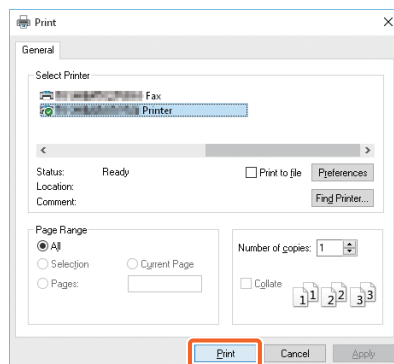 Print
General
Select Printer
Fax
Printer
Status: Ready
Location:
Comment:
Print to file
Preferences
Find Printer...
Page Range
All
Selection
Current Page
Pages:
Number of copies: 1
Collate
1 1 2 2 3 3
Print
Cancel
Apply